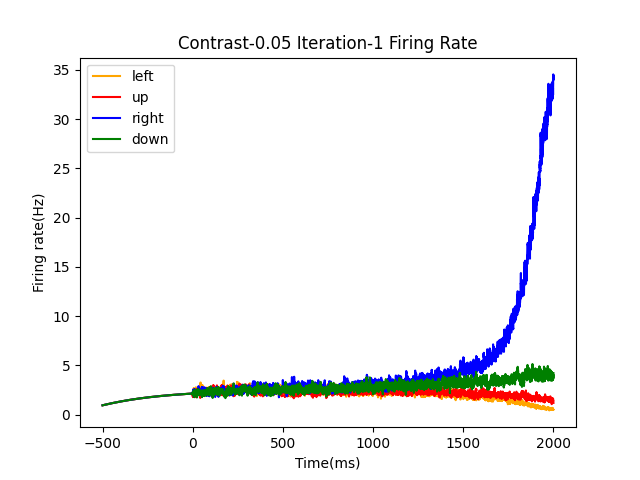 Contrast-0.05 Iteration-1 Firing Rate
left
up
right
down
35
30
25
20
15
10
5
0
Firing rate(Hz)
−500
0
500
1000
1500
2000
Time(ms)